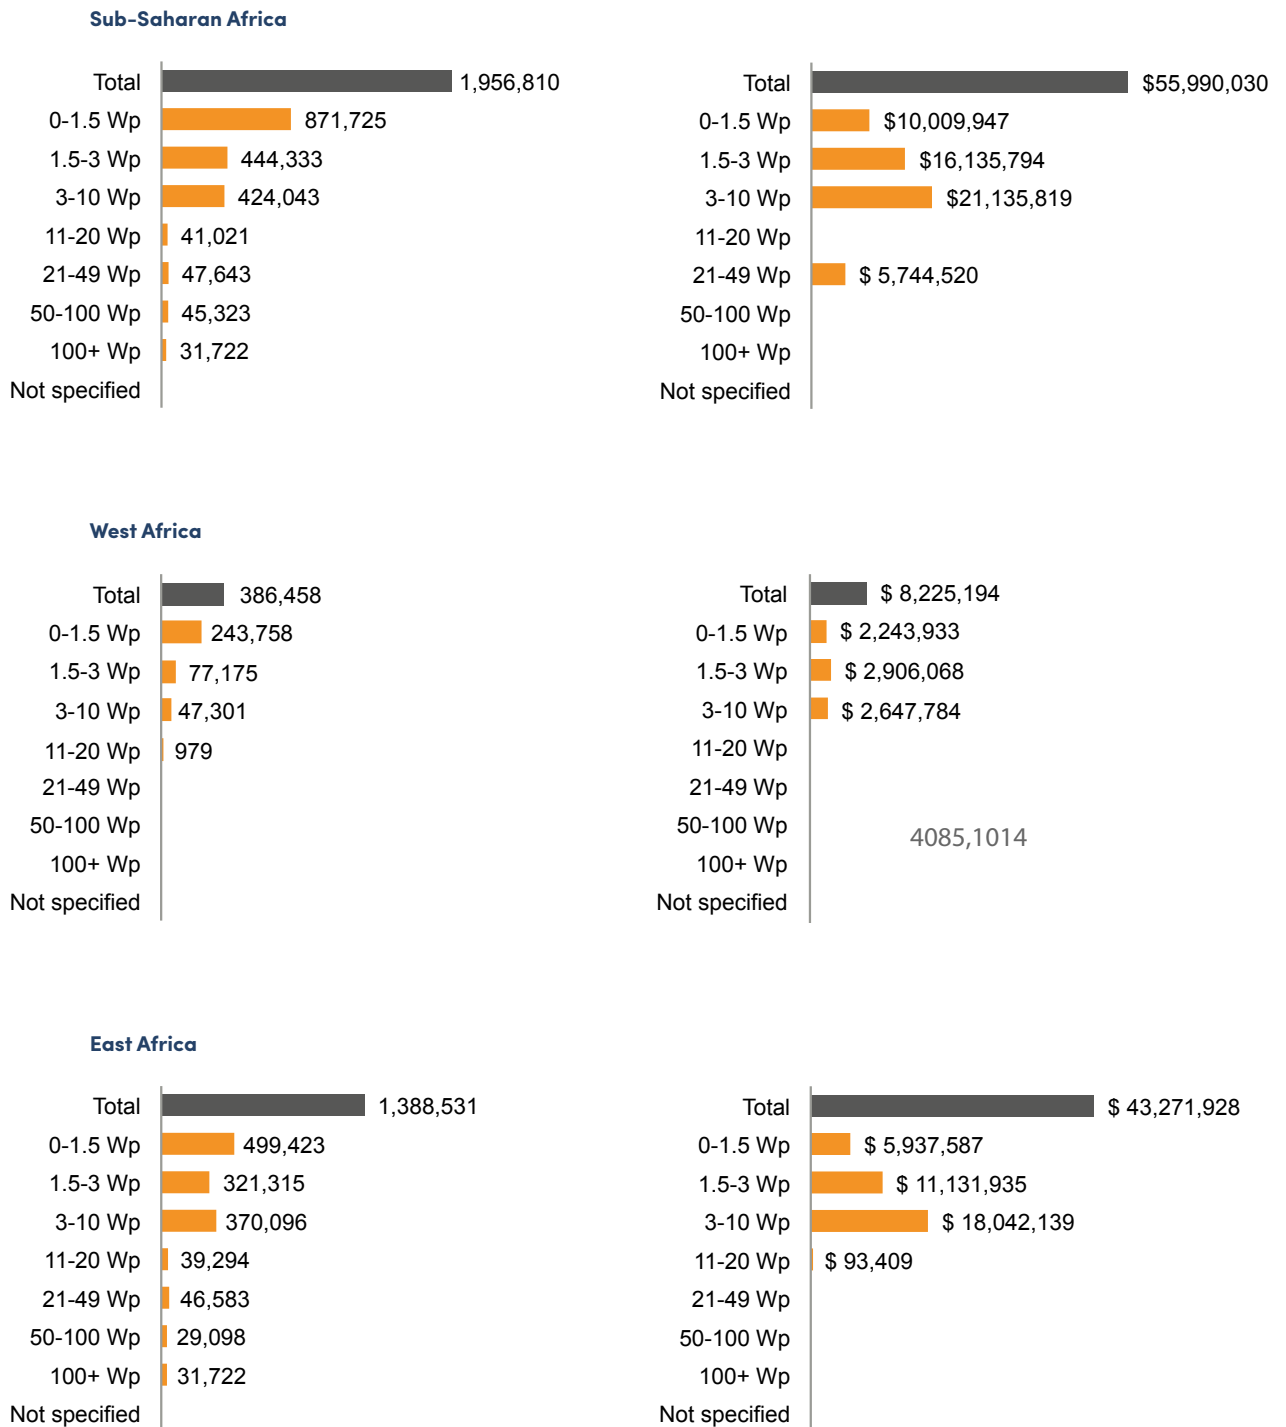 Sub-Saharan Africa
Total 1,956,810
0-1.5 Wp 871,725
1.5-3 Wp 444,333
3-10 Wp 424,043
11-20 Wp 41,021
21-49 Wp 47,643
50-100 Wp 45,323
100+ Wp 31,722
Not specified
Total $55,990,030
0-1.5 Wp $10,009,947
1.5-3 Wp $16,135,794
3-10 Wp $21,135,819
11-20 Wp
21-49 Wp $ 5,744,520
50-100 Wp
100+ Wp
Not specified
West Africa
Total 386,458
0-1.5 Wp 243,758
1.5-3 Wp 77,175
3-10 Wp 47,301
11-20 Wp 979
21-49 Wp
50-100 Wp
100+ Wp
Not specified
Total $ 8,225,194
0-1.5 Wp $ 2,243,933
1.5-3 Wp $ 2,906,068
3-10 Wp $ 2,647,784
11-20 Wp
21-49 Wp
50-100 Wp
4085,1014
100+ Wp
Not specified
East Africa
Total 1,388,531
0-1.5 Wp 499,423
1.5-3 Wp 321,315
3-10 Wp 370,096
11-20 Wp 39,294
21-49 Wp 46,583
50-100 Wp 29,098
100+ Wp 31,722
Not specified
Total $ 43,271,928
0-1.5 Wp $ 5,937,587
1.5-3 Wp $ 11,131,935
3-10 Wp $ 18,042,139
11-20 Wp $ 93,409
21-49 Wp
50-100 Wp
100+ Wp
Not specified